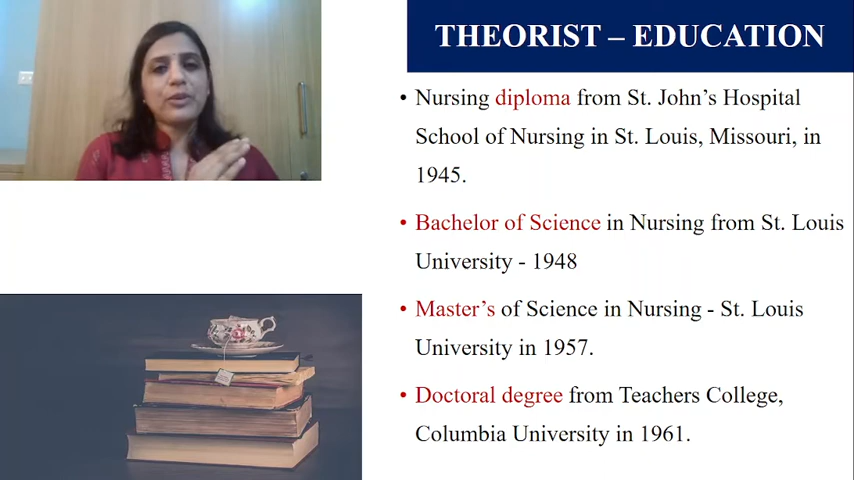 THEORIST – EDUCATION
• Nursing diploma from St. John’s Hospital
School of Nursing in St. Louis, Missouri, in
1945.
• Bachelor of Science in Nursing from St. Louis
University - 1948
• Master’s of Science in Nursing - St. Louis
University in 1957.
• Doctoral degree from Teachers College,
Columbia University in 1961.